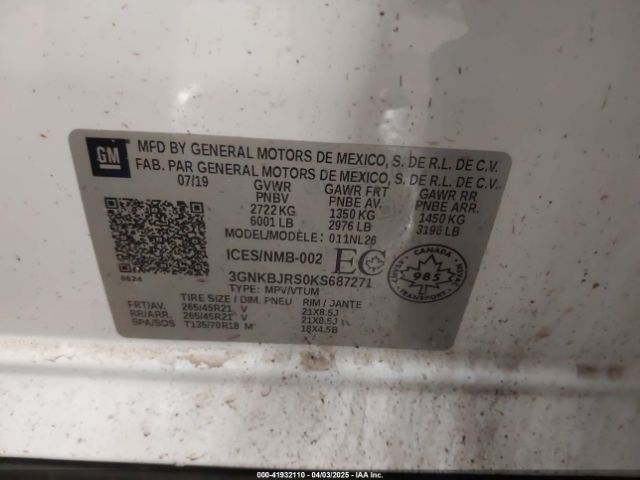 GM
MFD BY GENERAL MOTORS DE MEXICO, S. DE R.L. DE C.V.
FAB. PAR GENERAL MOTORS DE MEXICO, S. DE R.L. DE C.V.
07/19 GVWR GAWR FRT GAWR RR
PNBV PNBE AV. PNBE ARR.
2722 KG 1350 KG 1450 KG
6001 LB 2976 LB 3196 LB
MODEL/MODÈLE: 011NL26
ICES/NMB-002 EC
CANADA 985
3GNKBJRS0KS687271
TYPE: MPV/VTUM
TIRE SIZE / DIM. PNEU RIM / JANTE
FRT/AV. 265/45R21 V 21X8.5J
RR/ARR. 265/45R21 V 21X8.5J
SPA/SOS T135/70R18 M 18X4.5B
000-41932110 - 04/03/2025 - IAA Inc.